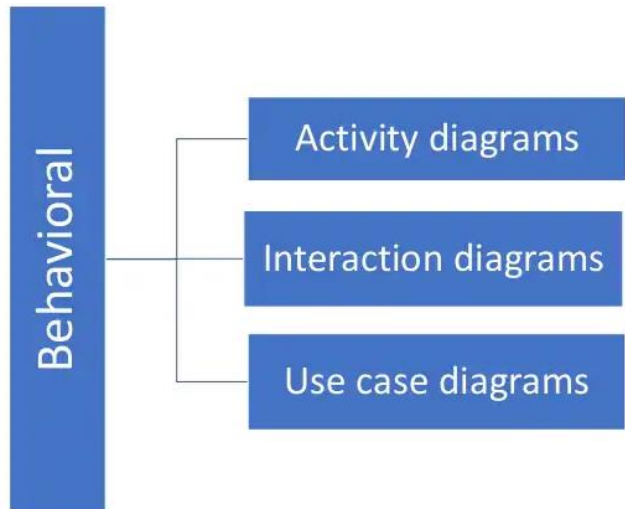 Behavioral
Activity diagrams
Interaction diagrams
Use case diagrams